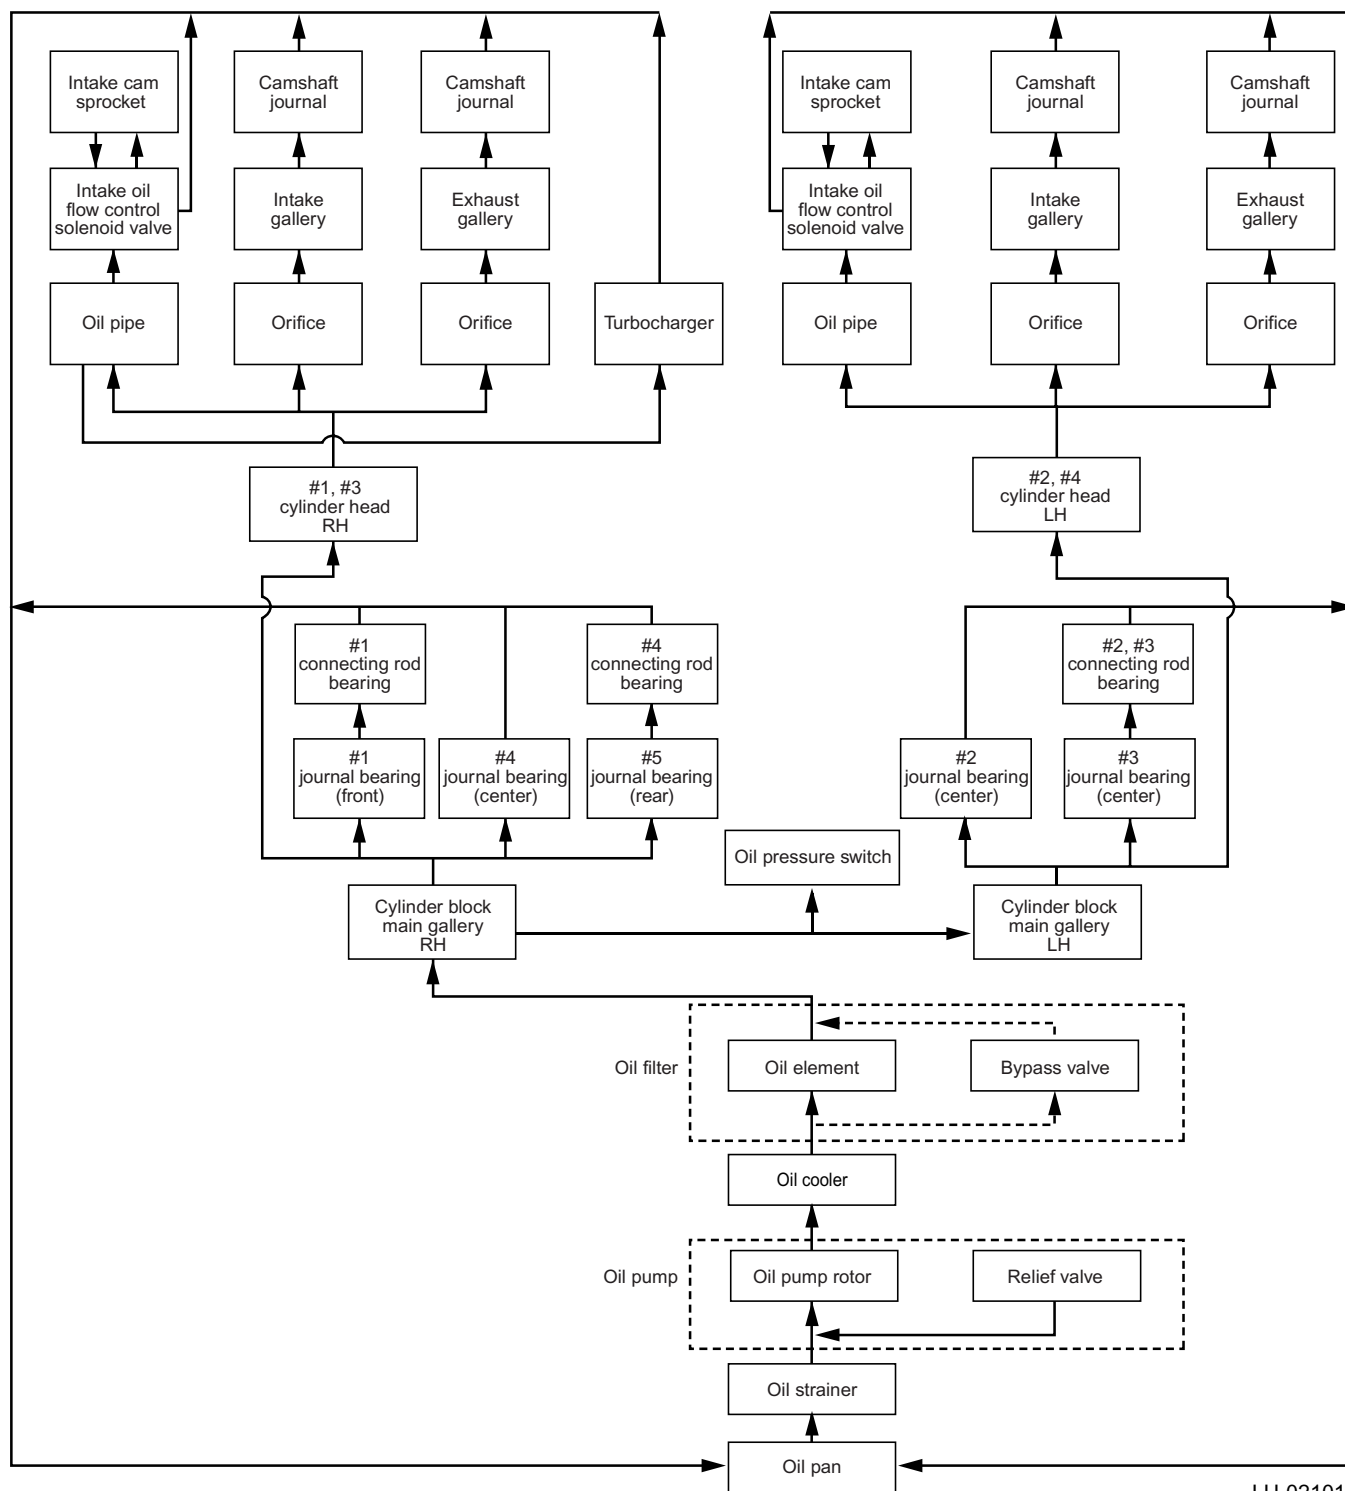 Intake cam
sprocket
Camshaft
journal
Camshaft
journal
Intake cam
sprocket
Camshaft
journal
Camshaft
journal
Intake oil
flow control
solenoid valve
Intake
gallery
Exhaust
gallery
Intake oil
flow control
solenoid valve
Intake
gallery
Exhaust
gallery
Oil pipe
Orifice
Orifice
Turbocharger
Oil pipe
Orifice
Orifice
#1, #3
cylinder head
RH
#2, #4
cylinder head
LH
#1
connecting rod
bearing
#4
connecting rod
bearing
#2, #3
connecting rod
bearing
#1
journal bearing
(front)
#4
journal bearing
(center)
#5
journal bearing
(rear)
#2
journal bearing
(center)
#3
journal bearing
(center)
Oil pressure switch
Cylinder block
main gallery
RH
Cylinder block
main gallery
LH
Oil filter
Oil element
Bypass valve
Oil cooler
Oil pump
Oil pump rotor
Relief valve
Oil strainer
Oil pan